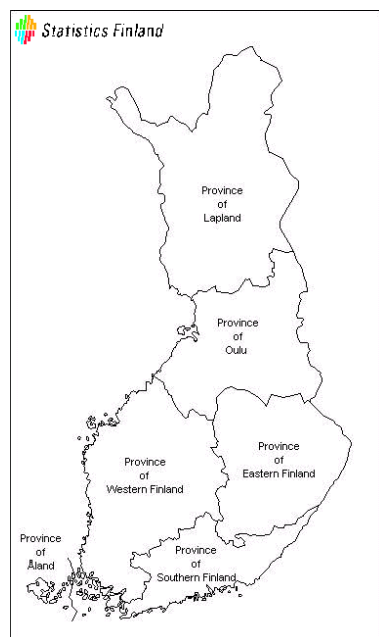 Statistics Finland
Province
of
Lapland
Province
of
Oulu
Province
of
Western Finland
Province
of
Eastern Finland
Province
of
Åland
Province
of
Southern Finland